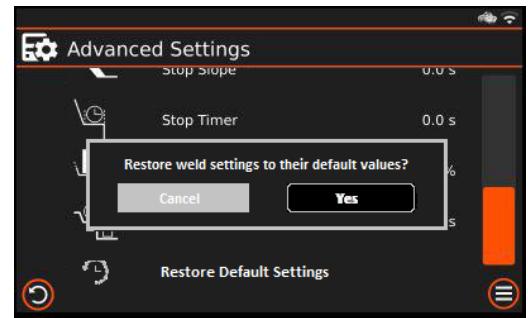 Advanced Settings
Stop Slope 0.0 s
Stop Timer 0.0 s
Restore weld settings to their default values?
%
Cancel Yes
s
Restore Default Settings